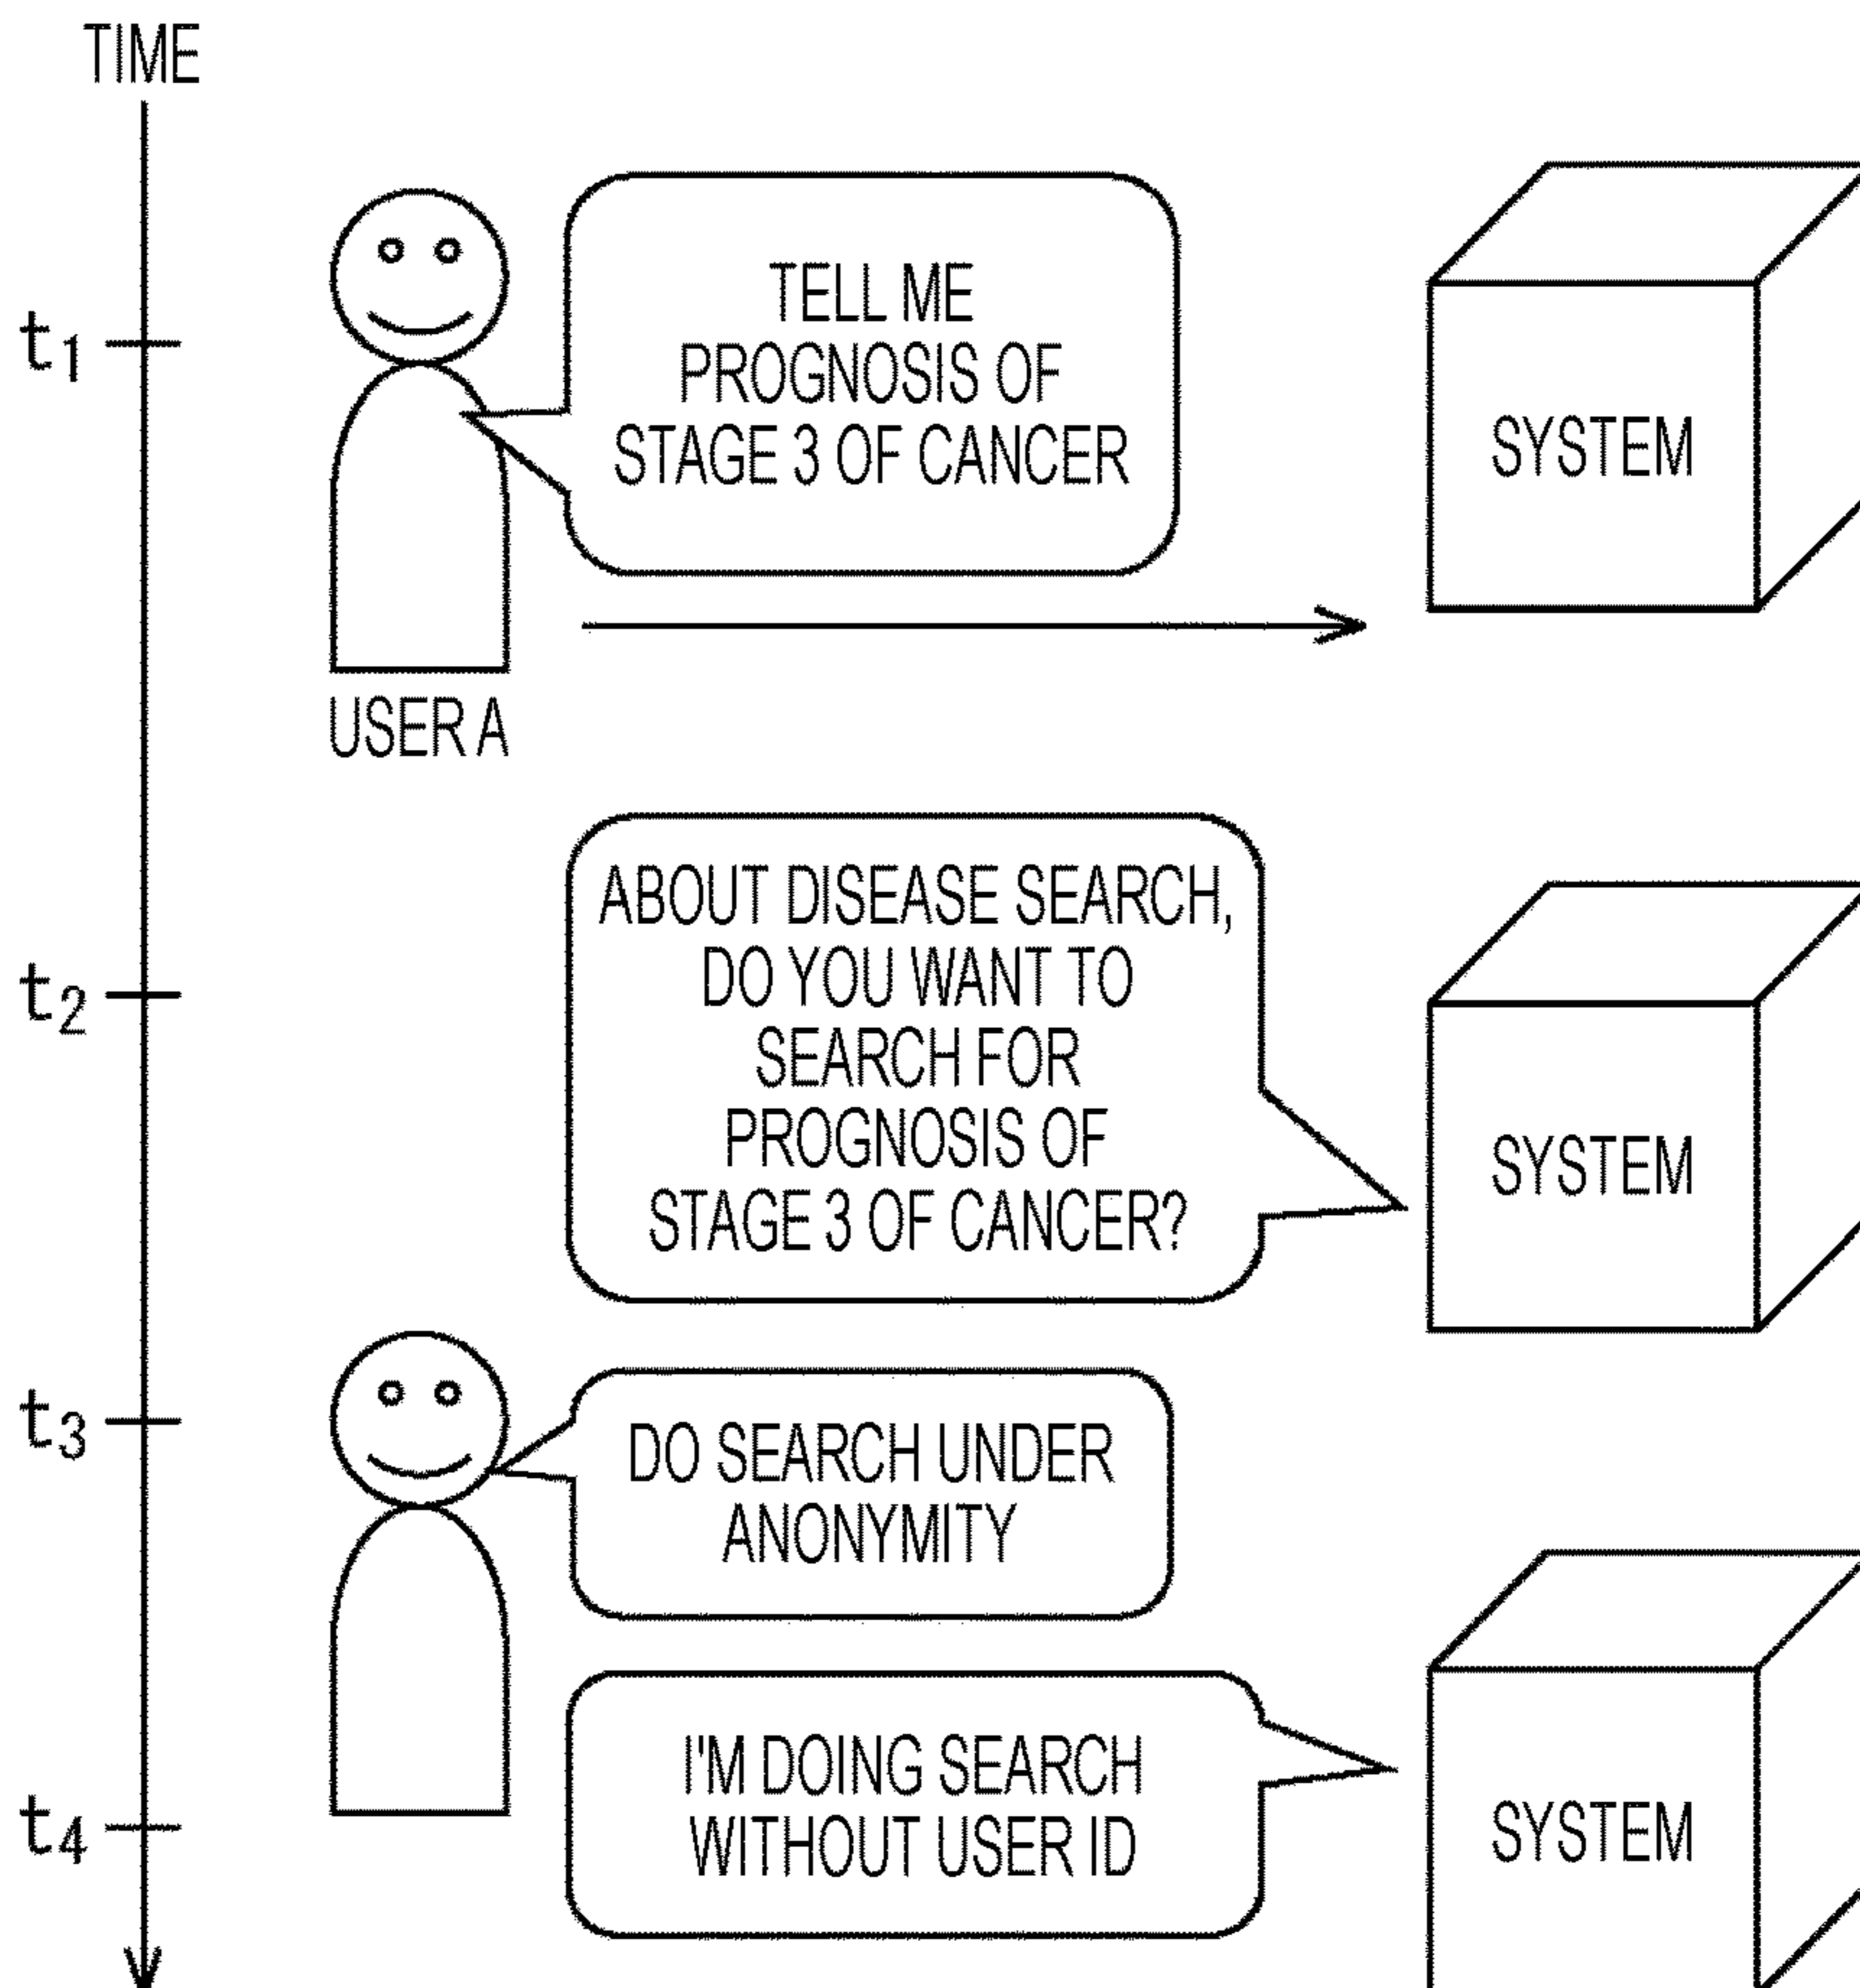 TIME
t1
TELL ME
PROGNOSIS OF
STAGE 3 OF CANCER
SYSTEM
USER A
t2
ABOUT DISEASE SEARCH,
DO YOU WANT TO
SEARCH FOR
PROGNOSIS OF
STAGE 3 OF CANCER?
SYSTEM
t3
DO SEARCH UNDER
ANONYMITY
t4
I'M DOING SEARCH
WITHOUT USER ID
SYSTEM